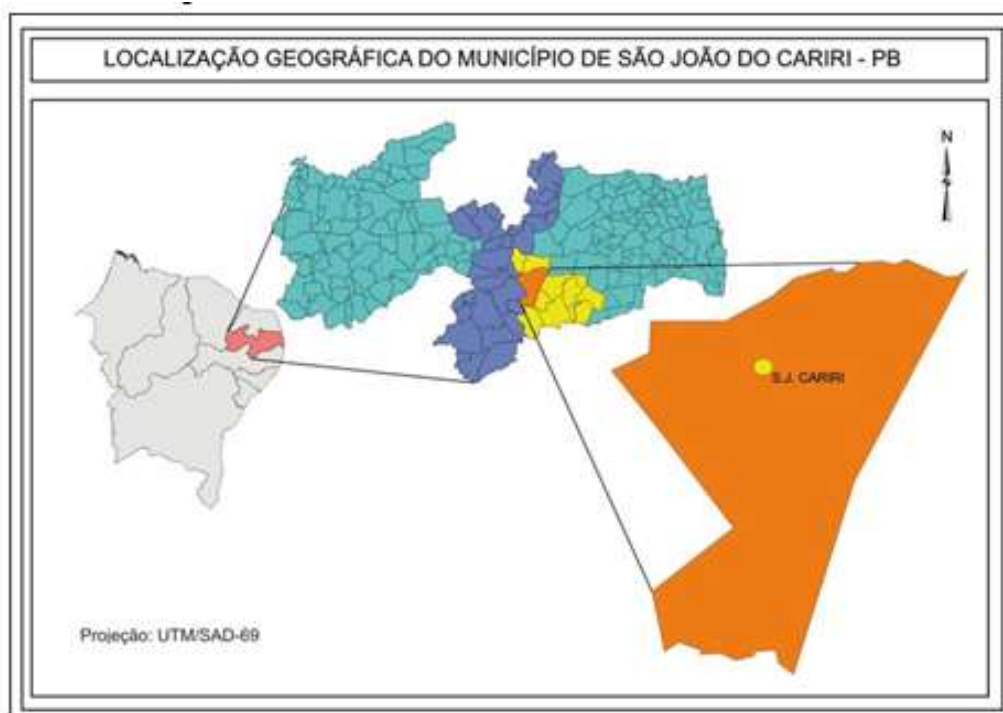 LOCALIZAÇÃO GEOGRÁFICA DO MUNICÍPIO DE SÃO JOÃO DO CARIRI - PB
N
S.J. CARIRI
Projeção: UTM/SAD-69